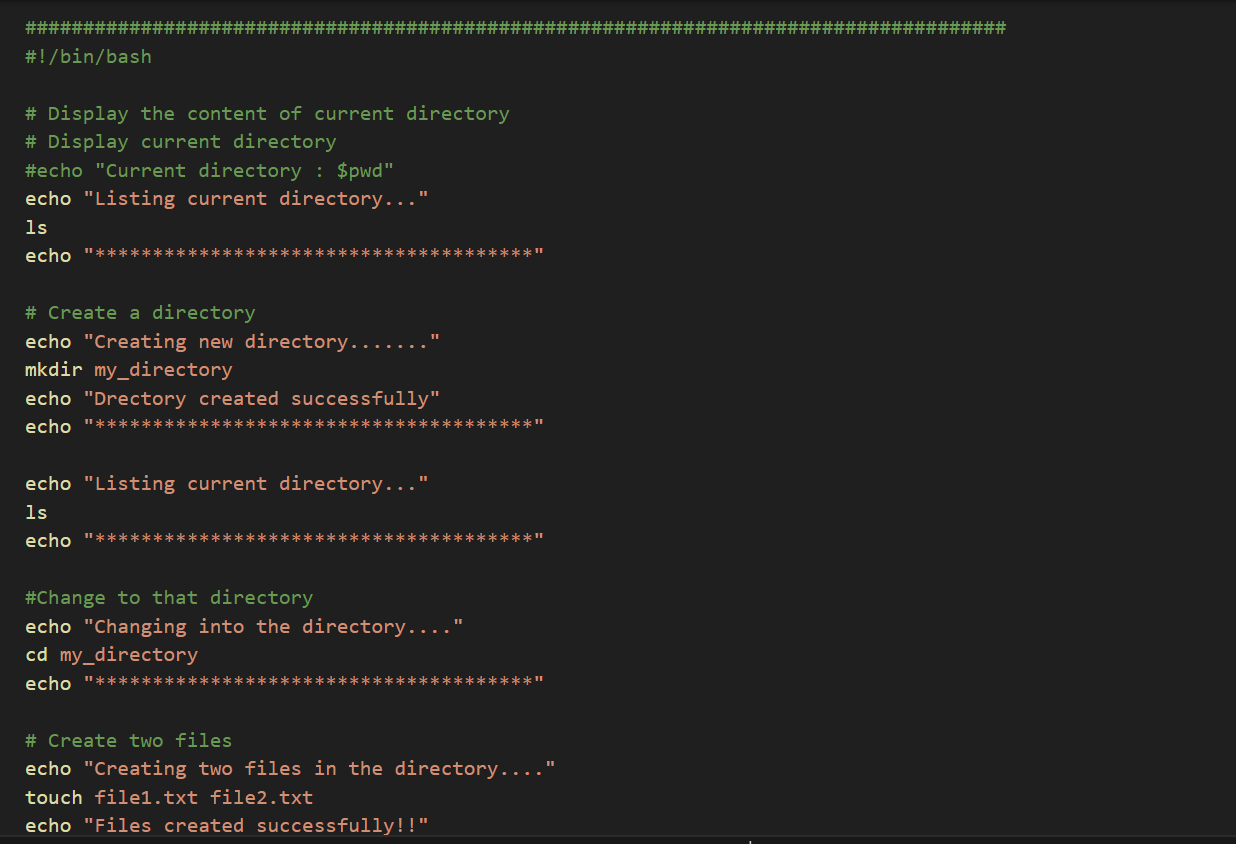 #####################################################################################
#!/bin/bash
# Display the content of current directory
# Display current directory
#echo "Current directory : $pwd"
echo "Listing current directory..."
ls
echo "**************************************"
# Create a directory
echo "Creating new directory......."
mkdir my_directory
echo "Drectory created successfully"
echo "**************************************"
echo "Listing current directory..."
ls
echo "**************************************"
#Change to that directory
echo "Changing into the directory...."
cd my_directory
echo "**************************************"
# Create two files
echo "Creating two files in the directory...."
touch file1.txt file2.txt
echo "Files created successfully!!"